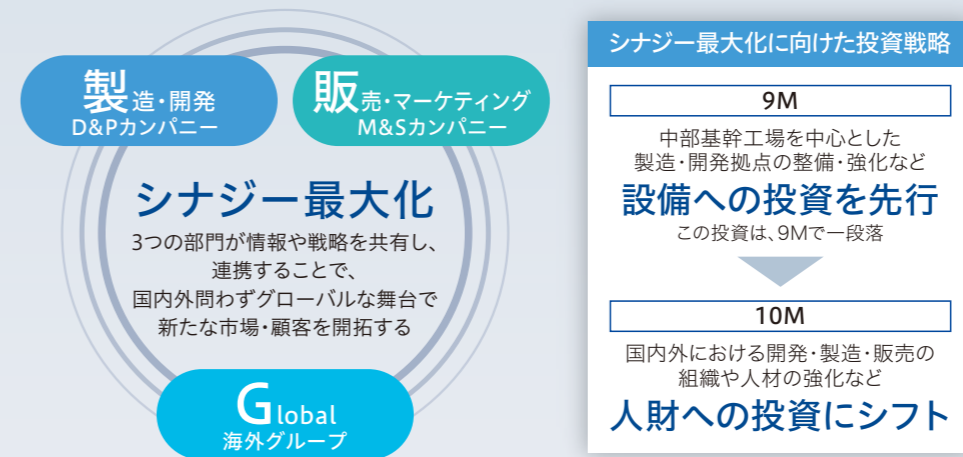 製造・開発
D&Pカンパニー
販売・マーケティング
M&Sカンパニー
シナジー最大化
3つの部門が情報や戦略を共有し、
連携することで、
国内外問わずグローバルな舞台で
新たな市場・顧客を開拓する
Global
海外グループ
シナジー最大化に向けた投資戦略
9M
中部基幹工場を中心とした
製造・開発拠点の整備・強化など
設備への投資を先行
この投資は、9Mで一段落
10M
国内外における開発・製造・販売の
組織や人材の強化など
人財への投資にシフト